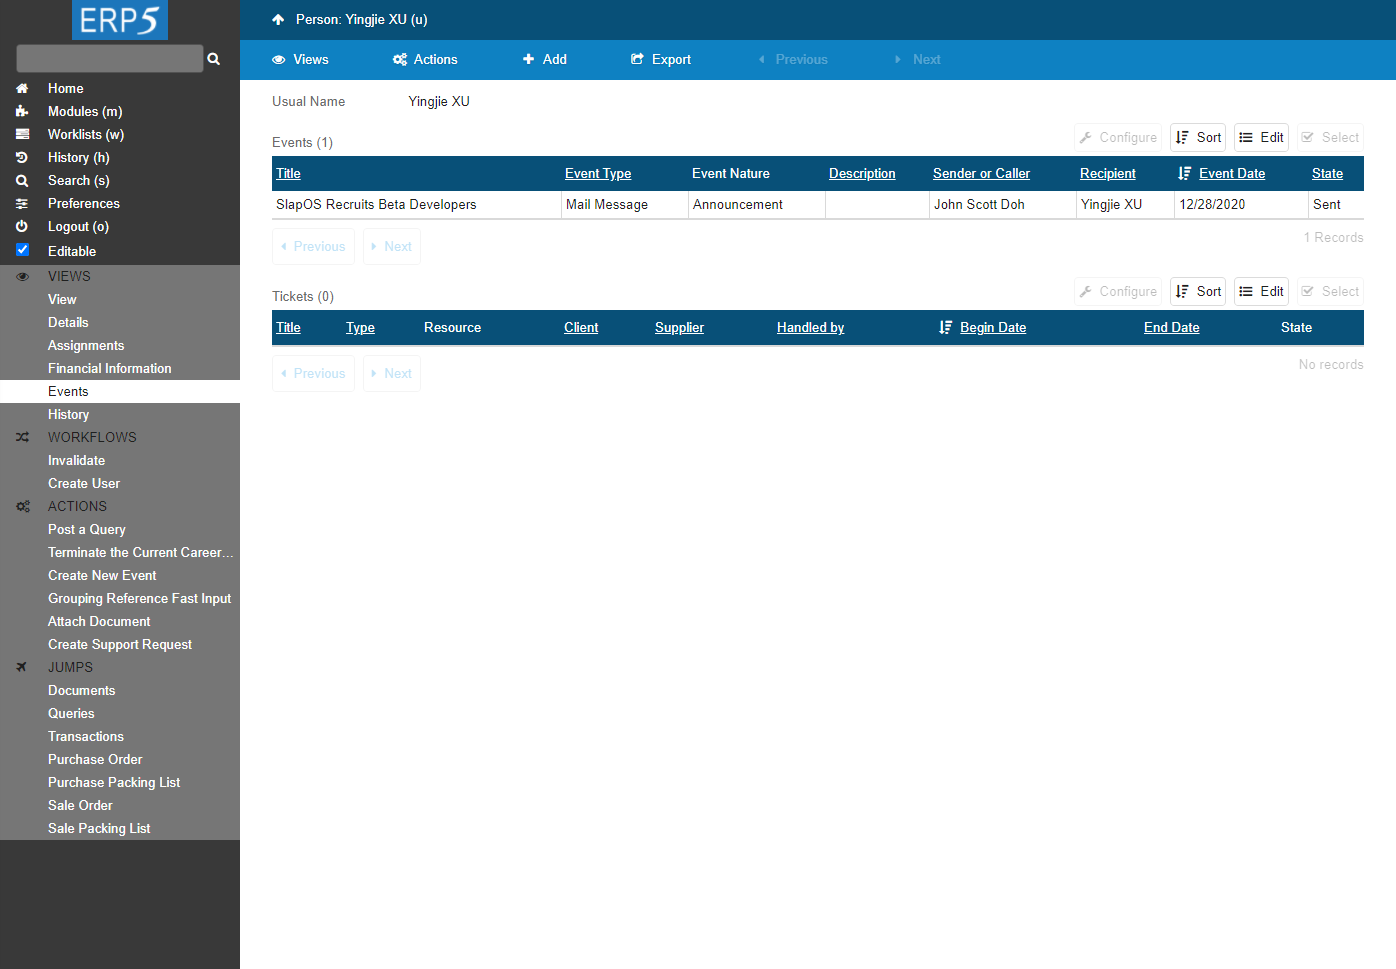 ERP5
Home
Modules (m)
Worklists (w)
History (h)
Search (s)
Preferences
Logout (o)
Editable
VIEWS
View
Details
Assignments
Financial Information
Events
History
WORKFLOWS
Invalidate
Create User
ACTIONS
Post a Query
Terminate the Current Career...
Create New Event
Grouping Reference Fast Input
Attach Document
Create Support Request
JUMPS
Documents
Queries
Transactions
Purchase Order
Purchase Packing List
Sale Order
Sale Packing List
Person: Yingjie XU (u)
Views Actions Add Export Previous Next
Usual Name Yingjie XU
Events (1) Configure Sort Edit Select
Title Event Type Event Nature Description Sender or Caller Recipient Event Date State
SlapOS Recruits Beta Developers Mail Message Announcement John Scott Doh Yingjie XU 12/28/2020 Sent
Previous Next 1 Records
Tickets (0) Configure Sort Edit Select
Title Type Resource Client Supplier Handled by Begin Date End Date State
Previous Next No records